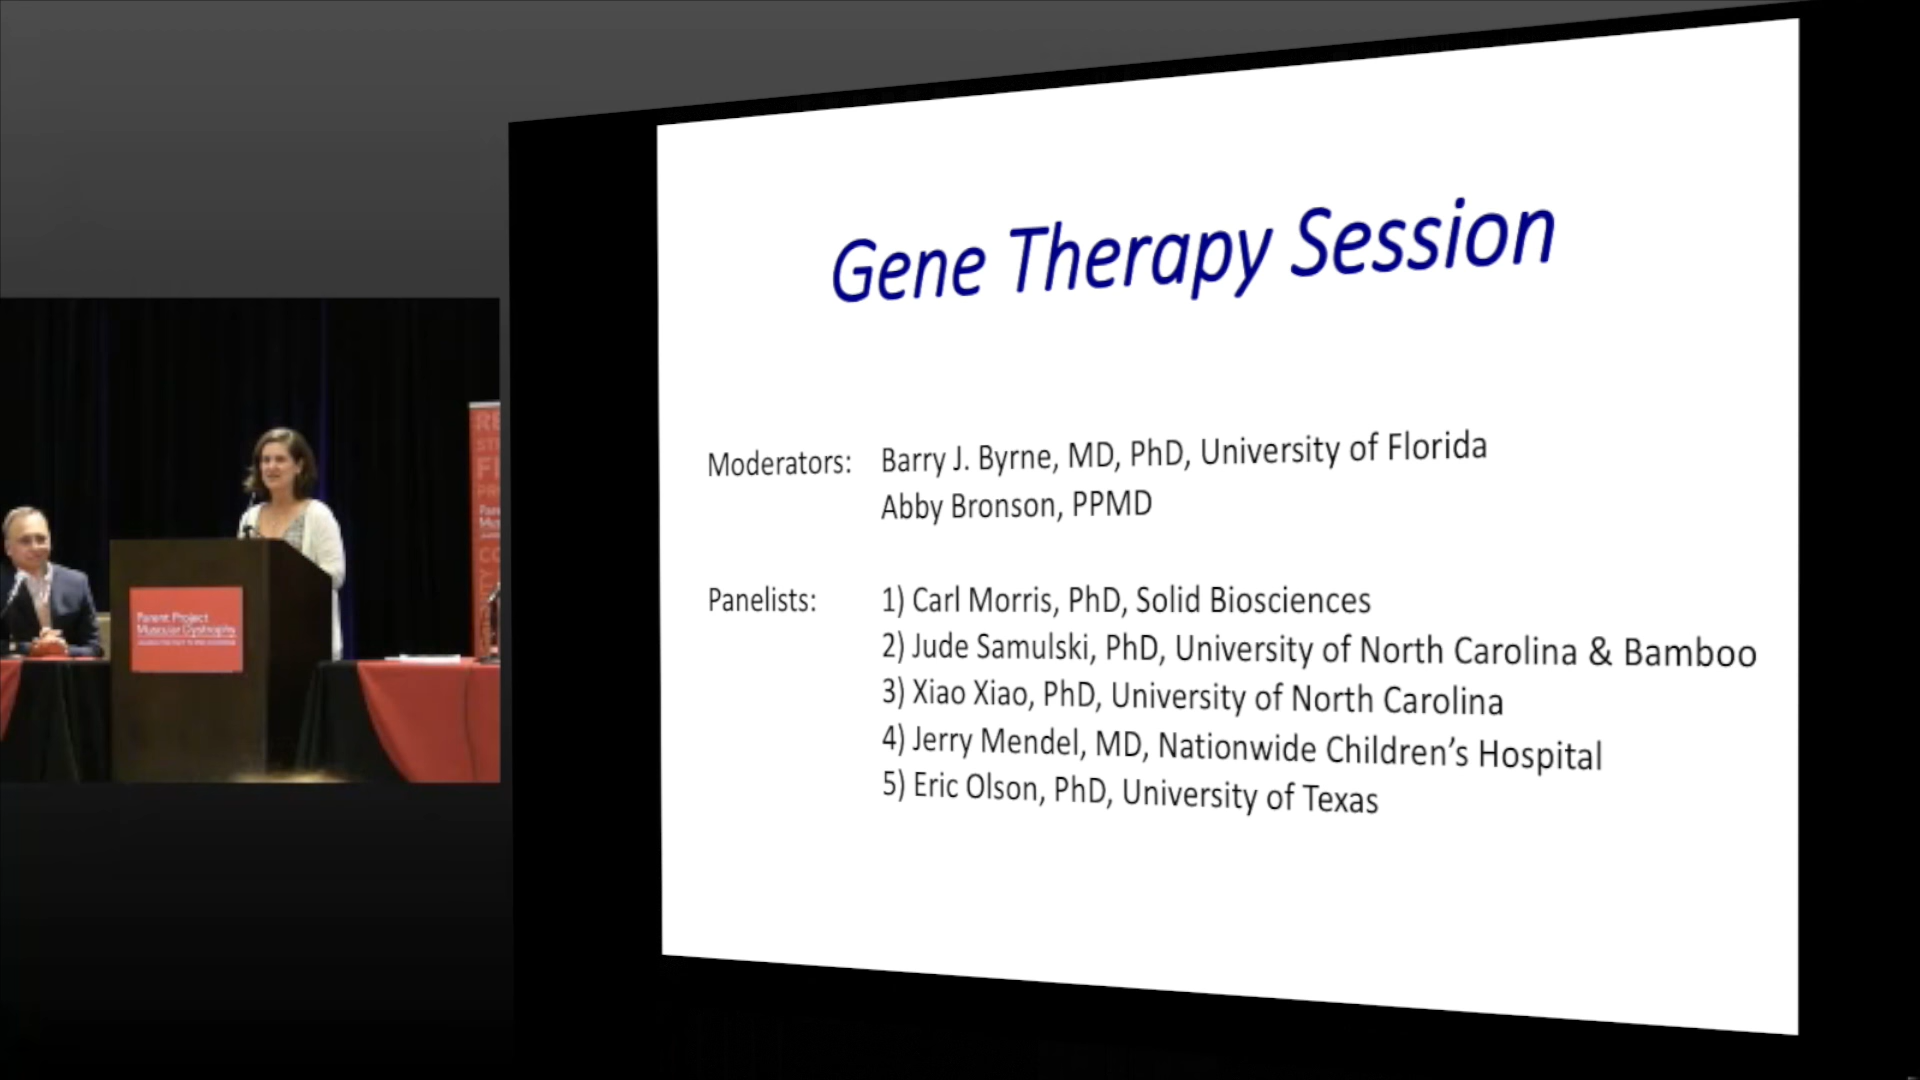 Gene Therapy Session
Moderators: Barry J. Byrne, MD, PhD, University of Florida
Abby Bronson, PPMD
Panelists: 1) Carl Morris, PhD, Solid Biosciences
2) Jude Samulski, PhD, University of North Carolina & Bamboo
3) Xiao Xiao, PhD, University of North Carolina
4) Jerry Mendel, MD, Nationwide Children’s Hospital
5) Eric Olson, PhD, University of Texas
Parent Project
Muscular Dystrophy